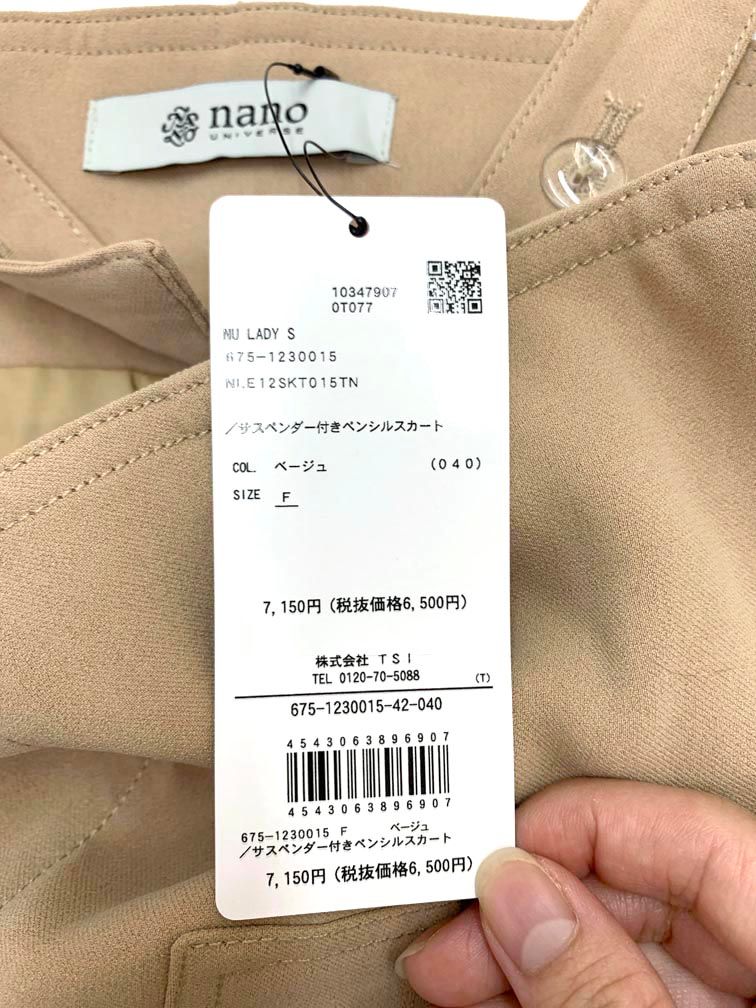 nano
UNIVERSE
10347907
0T077
NU LADY S
675-1230015
NLE12SKT015TN
／サスペンダー付きペンシルスカート
COL. ベージュ (040)
SIZE F
7,150円(税抜価格6,500円)
株式会社 TSI
TEL 0120-70-5088 (T)
675-1230015-42-040
4543063896907
4543063896907
675-1230015 F ベージュ
／サスペンダー付きペンシルスカート
7,150円(税抜価格6,500円)